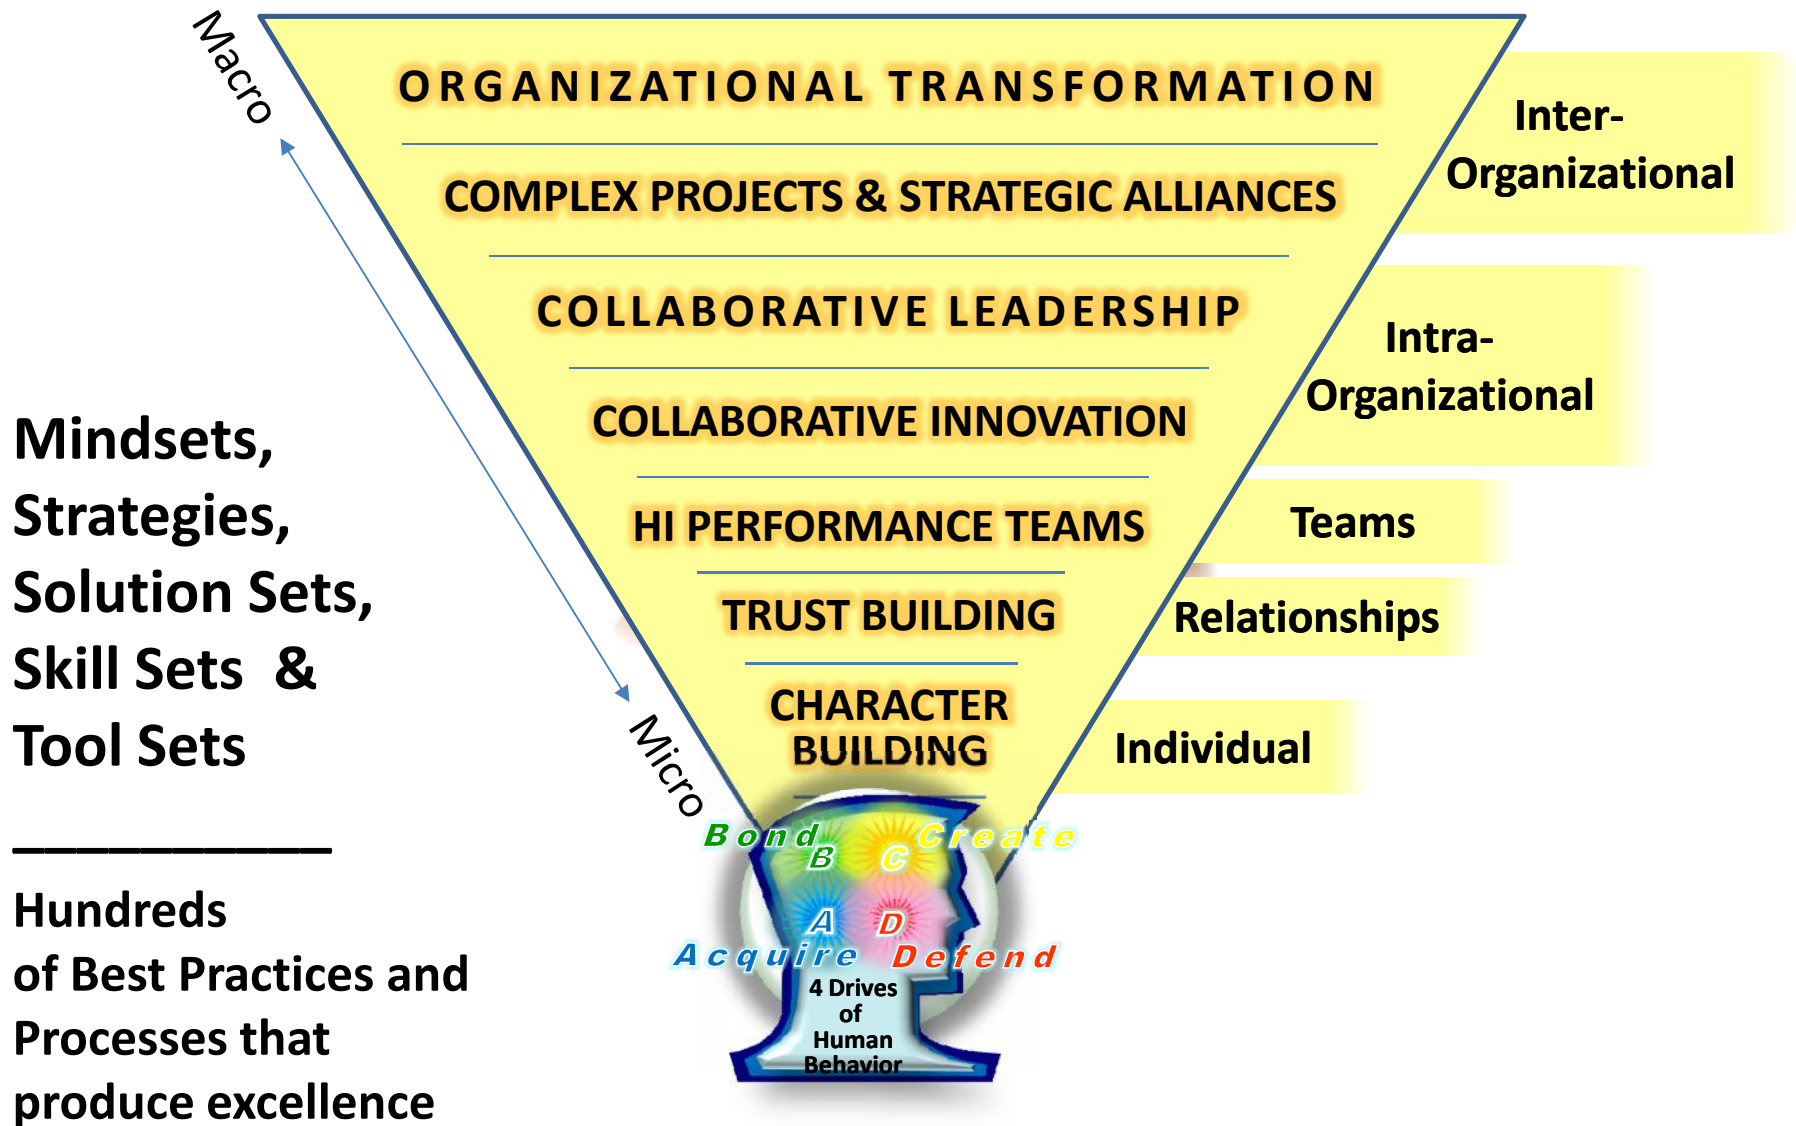 Macro
ORGANIZATIONAL TRANSFORMATION
COMPLEX PROJECTS & STRATEGIC ALLIANCES
COLLABORATIVE LEADERSHIP
COLLABORATIVE INNOVATION
HI PERFORMANCE TEAMS
TRUST BUILDING
CHARACTER
BUILDING
Micro
Inter-
Organizational
Intra-
Organizational
Teams
Relationships
Individual
Mindsets,
Strategies,
Solution Sets,
Skill Sets &
Tool Sets
Hundreds
of Best Practices and
Processes that
produce excellence
Bond
Create
B
C
A
D
Acquire
Defend
4 Drives
of
Human
Behavior